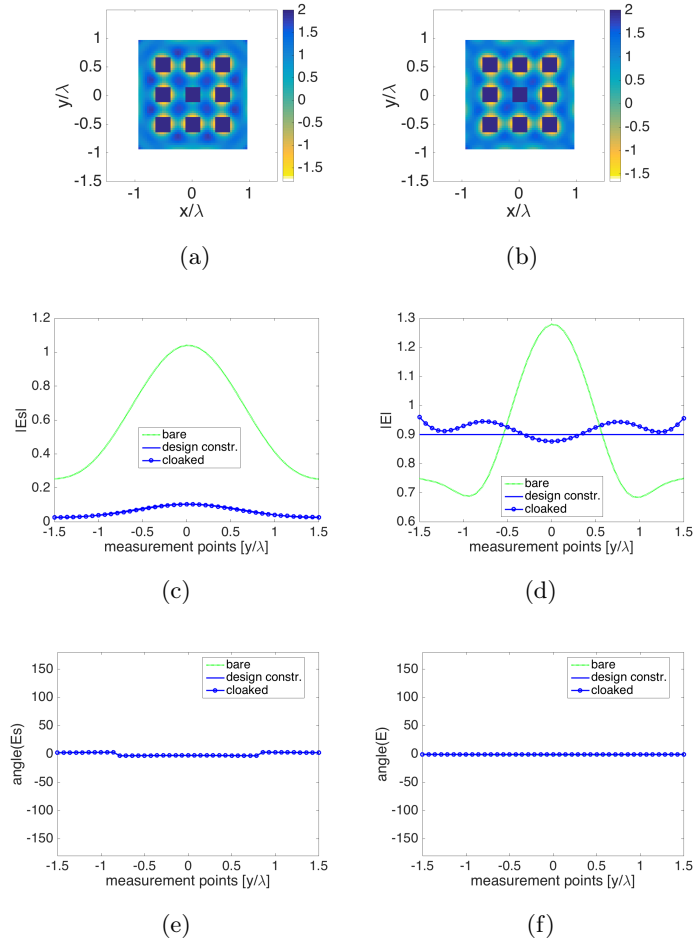 1.5
1
0.5
0
-0.5
-1
-1.5
y/λ
-1
0
1
x/λ
2
1.5
1
0.5
0
-0.5
-1
-1.5
(a)
1.5
1
0.5
0
-0.5
-1
-1.5
y/λ
-1
0
1
x/λ
2
1.5
1
0.5
0
-0.5
-1
-1.5
(b)
1.2
1
0.8
0.6
0.4
0.2
0
|Es|
bare
design constr.
cloaked
-1.5 -1 -0.5 0 0.5 1 1.5
measurement points [y/λ]
(c)
1.3
1.2
1.1
1
0.9
0.8
0.7
0.6
|E|
bare
design constr.
cloaked
-1.5 -1 -0.5 0 0.5 1 1.5
measurement points [y/λ]
(d)
150
100
50
0
-50
-100
-150
angle(Es)
bare
design constr.
cloaked
-1.5 -1 -0.5 0 0.5 1 1.5
measurement points [y/λ]
(e)
150
100
50
0
-50
-100
-150
angle(E)
bare
design constr.
cloaked
-1.5 -1 -0.5 0 0.5 1 1.5
measurement points [y/λ]
(f)